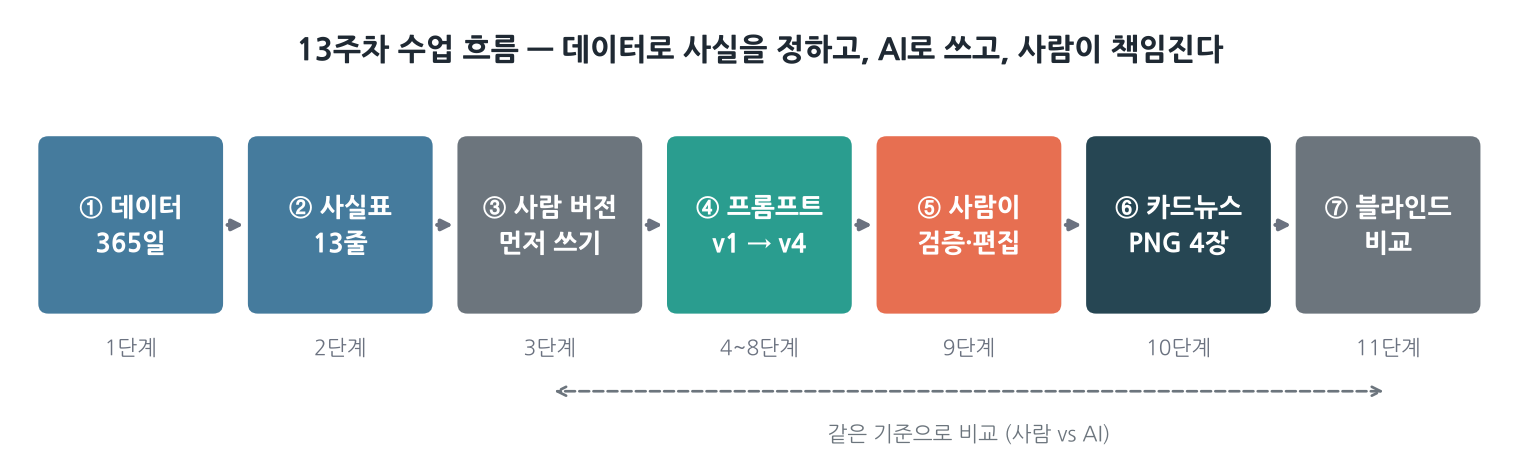 13주차 수업 흐름 — 데이터로 사실을 정하고, AI로 쓰고, 사람이 책임진다
① 데이터
365일
② 사실표
13줄
③ 사람 버전
먼저 쓰기
④ 프롬프트
v1 → v4
⑤ 사람이
검증·편집
⑥ 카드뉴스
PNG 4장
⑦ 블라인드
비교
1단계
2단계
3단계
4~8단계
9단계
10단계
11단계
같은 기준으로 비교 (사람 vs AI)